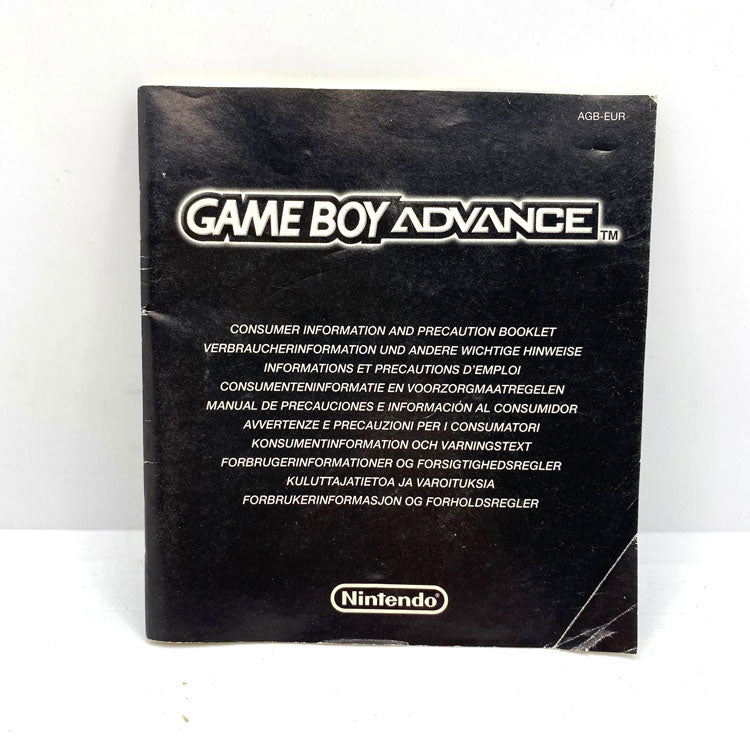 AGB-EUR
GAME BOY ADVANCE™
CONSUMER INFORMATION AND PRECAUTION BOOKLET
VERBRAUCHERINFORMATION UND ANDERE WICHTIGE HINWEISE
INFORMATIONS ET PRECAUTIONS D'EMPLOI
CONSUMENTENINFORMATIE EN VOORZORGMAATREGELEN
MANUAL DE PRECAUCIONES E INFORMACIÓN AL CONSUMIDOR
AVVERTENZE E PRECAUZIONI PER I CONSUMATORI
KONSUMENTINFORMATION OCH VARNINGSTEXT
FORBRUGERINFORMATIONER OG FORSIGTIGHEDSREGLER
KULUTTAJATIETOA JA VAROITUKSIA
FORBRUKERINFORMASJON OG FORHOLDSREGLER
Nintendo®